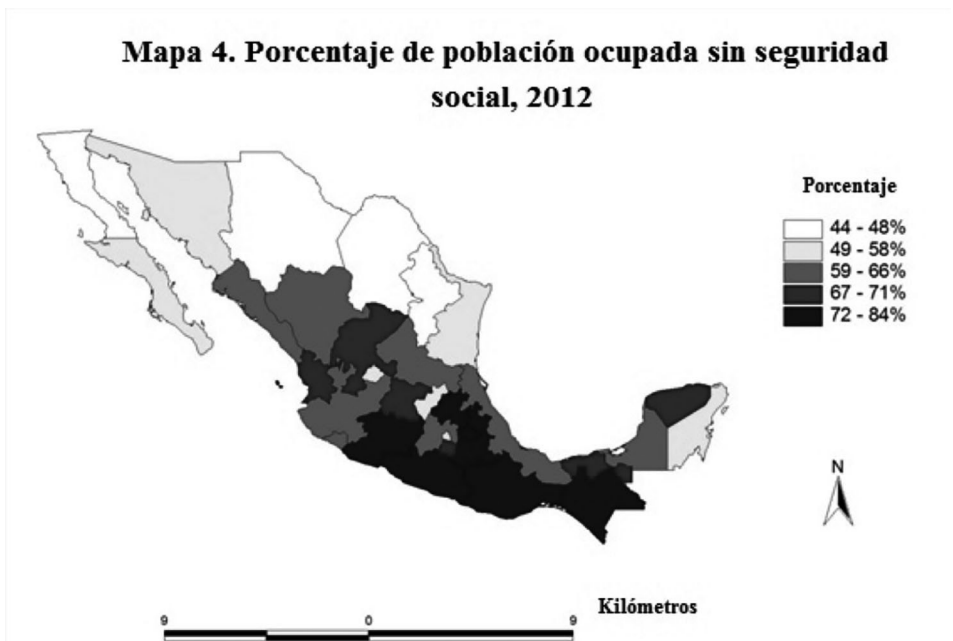 Mapa 4. Porcentaje de población ocupada sin seguridad
social, 2012
Porcentaje
44 - 48%
49 - 58%
59 - 66%
67 - 71%
72 - 84%
N
Kilómetros
9 0 9